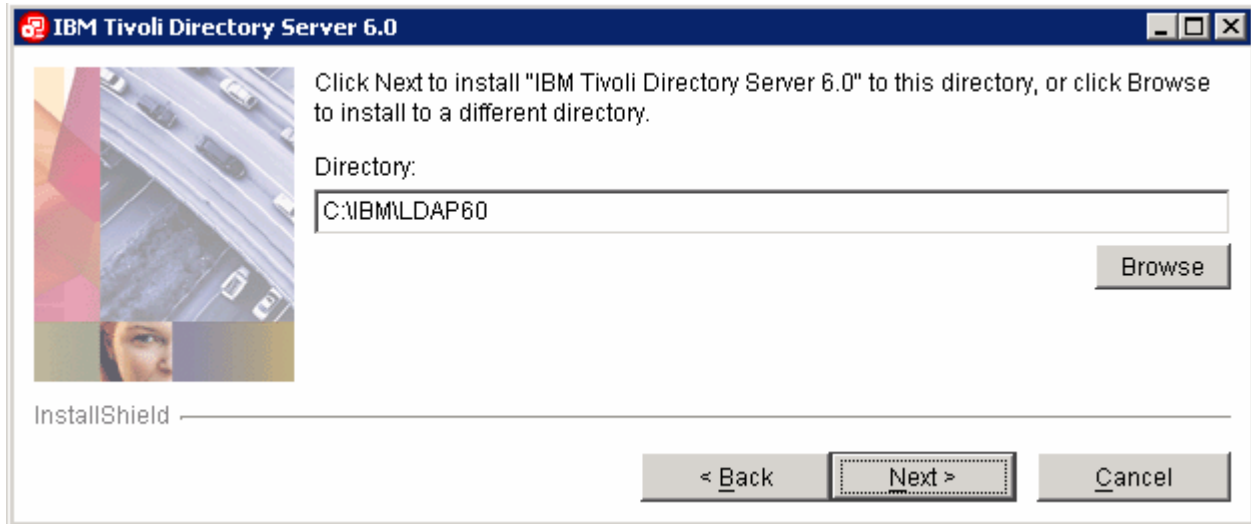 IBM Tivoli Directory Server 6.0
Click Next to install "IBM Tivoli Directory Server 6.0" to this directory, or click Browse
to install to a different directory.
Directory:
C:\IBM\LDAP60
Browse
InstallShield
< Back Next > Cancel